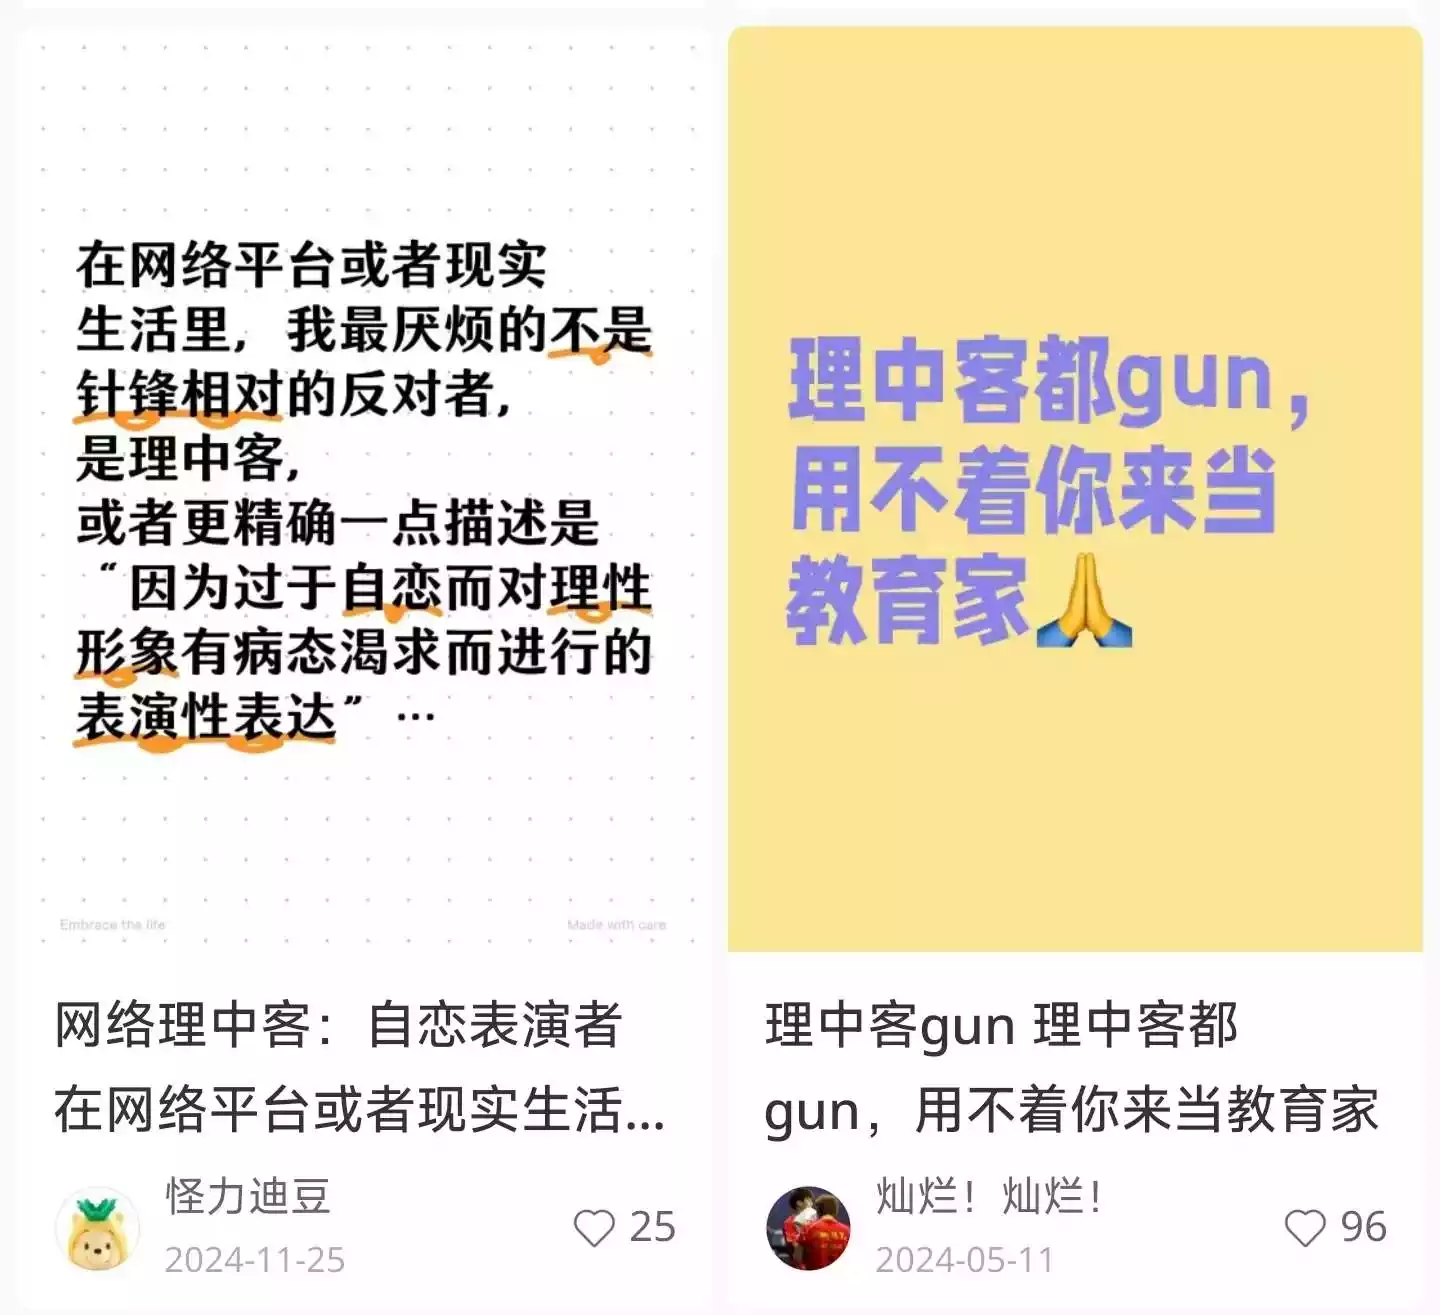 在网络平台或者现实
生活里，我最厌烦的不是
针锋相对的反对者，
是理中客，
或者更精确一点描述是
“因为过于自恋而对理性
形象有病态渴求而进行的
表演性表达”…
Embrace the life
Made with care
网络理中客：自恋表演者
在网络平台或者现实生活...
怪力迪豆
2024-11-25
25
理中客都gun，
用不着你来当
教育家🙏
理中客gun 理中客都
gun，用不着你来当教育家
灿烂！灿烂！
2024-05-11
96